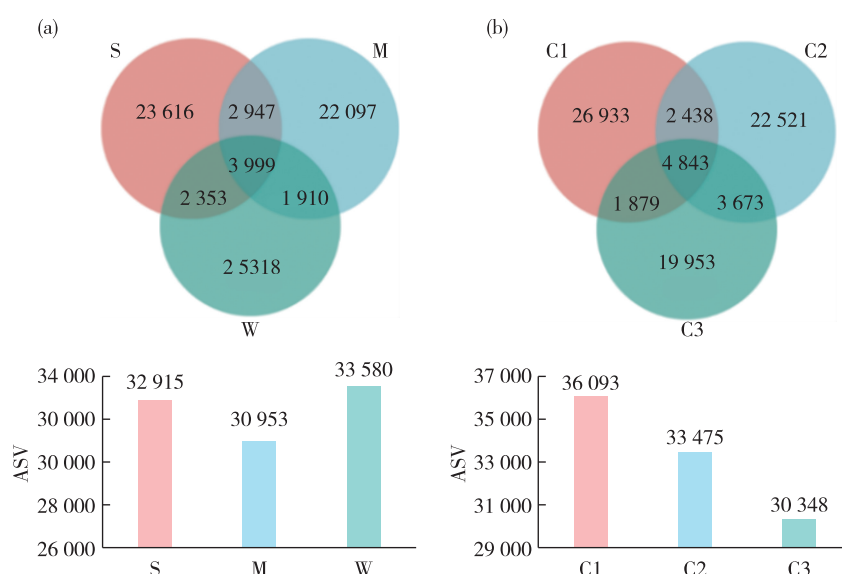 (a)
(b)
S
M
C1
C2
23 616
2 947
22 097
26 933
2 438
22 521
3 999
4 843
2 353
1 910
1 879
3 673
2 5318
19 953
W
C3
34 000
30 000
30 000
28 000
26 000
ASV
32 915
30 953
33 580
S
M
W
37 000
35 000
33 000
31 000
29 000
ASV
36 093
33 475
30 348
C1
C2
C3